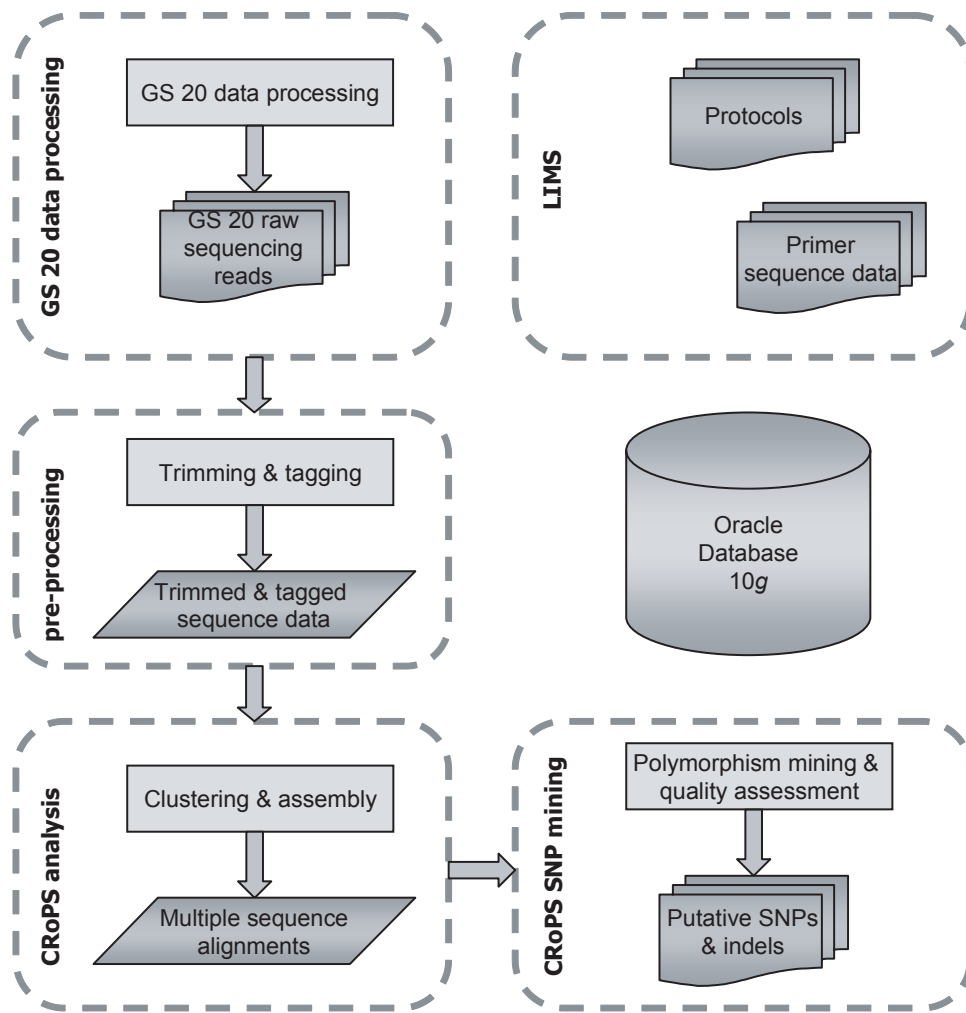 GS 20 data processing
GS 20 data processing
GS 20 raw
sequencing
reads
LIMS
Protocols
Primer
sequence data
pre-processing
Trimming & tagging
Trimmed & tagged
sequence data
Oracle
Database
10g
CRoPS analysis
Clustering & assembly
Multiple sequence
alignments
CRoPS SNP mining
Polymorphism mining &
quality assessment
Putative SNPs
& indels